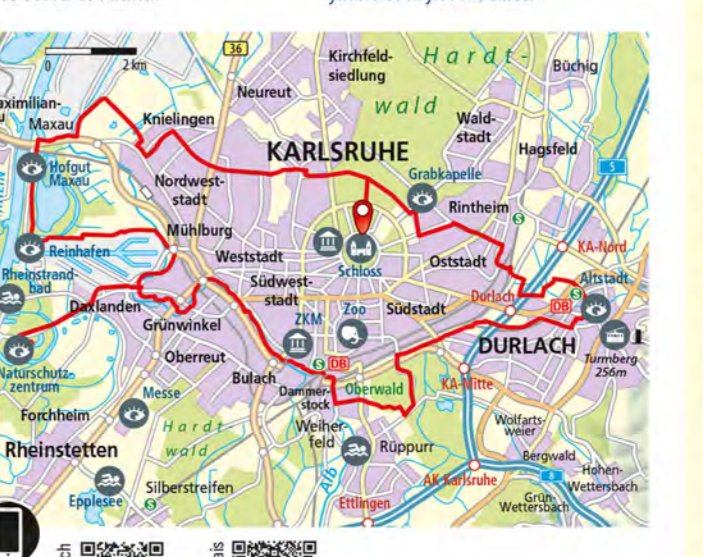 36
Kirchfeld-
siedlung
Hardt-
wald
Büchig
0
2 km
Neureut
Maxau
Knielingen
Wald-
stadt
KARLSRUHE
Hagsfeld
5
Hofgut
Maxau
Nordwest-
stadt
Grabkapelle
Rintheim
S
Mühlburg
Reinhafen
Weststadt
Schloss
Oststadt
KA-Nord
Rheinstrand-
bad
Südwest-
stadt
Altstadt
S
Daxlanden
ZKM
Zoo
Südstadt
Durlach
DB
Grünwinkel
DURLACH
Turmberg
256m
Naturschutz-
zentrum
Oberreut
S
DB
Bulach
Dammer-
stock
Oberwald
KA-Mitte
Messe
Forchheim
Hardt-
wald
Weiher-
feld
Rüppurr
Wolfarts-
weier
Bergwald
Rheinstetten
Alb
AK Karlsruhe
8
Hohen-
Wettersbach
Epplesee
Silberstreifen
S
Ettlingen
Grün-
Wettersbach